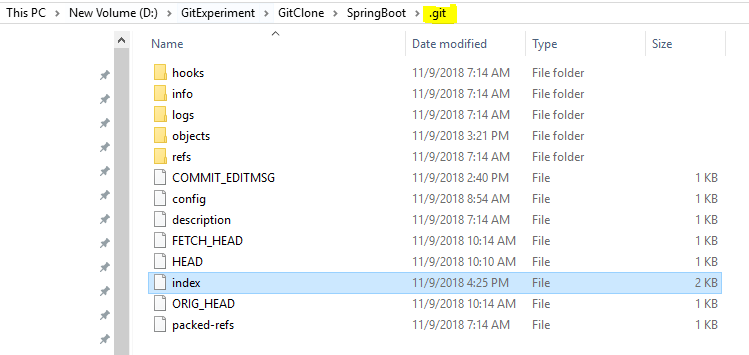 This PC > New Volume (D:) > GitExperiment > GitClone > SpringBoot > .git
Name Date modified Type Size
hooks 11/9/2018 7:14 AM File folder
info 11/9/2018 7:14 AM File folder
logs 11/9/2018 7:14 AM File folder
objects 11/9/2018 3:21 PM File folder
refs 11/9/2018 7:14 AM File folder
COMMIT_EDITMSG 11/9/2018 2:40 PM File 1 KB
config 11/9/2018 8:54 AM File 1 KB
description 11/9/2018 7:14 AM File 1 KB
FETCH_HEAD 11/9/2018 10:14 AM File 1 KB
HEAD 11/9/2018 10:10 AM File 1 KB
index 11/9/2018 4:25 PM File 2 KB
ORIG_HEAD 11/9/2018 10:14 AM File 1 KB
packed-refs 11/9/2018 7:14 AM File 1 KB